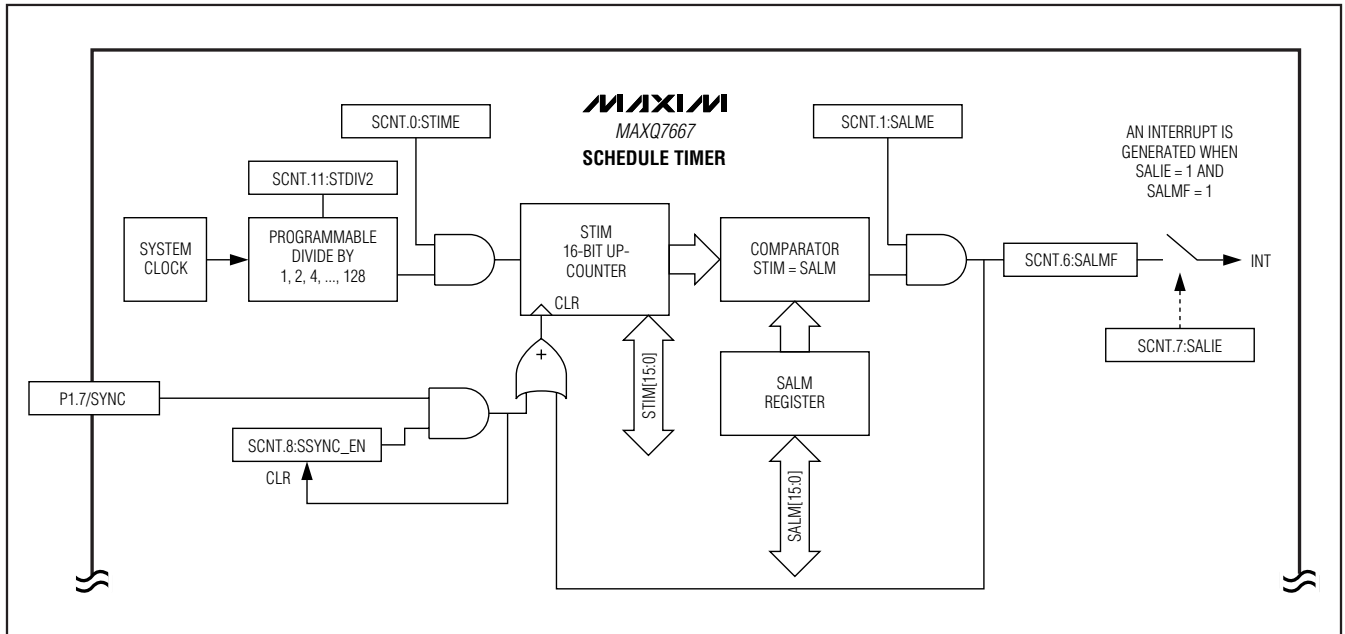 MAXIM
MAXQ7667
SCHEDULE TIMER
SCNT.0:STIME
SCNT.1:SALME
AN INTERRUPT IS
GENERATED WHEN
SALIE = 1 AND
SALMF = 1
SCNT.11:STDIV2
SYSTEM
CLOCK
PROGRAMMABLE
DIVIDE BY
1, 2, 4, ..., 128
STIM
16-BIT UP-
COUNTER
CLR
COMPARATOR
STIM = SALM
SCNT.6:SALMF
INT
SCNT.7:SALIE
+
STIM[15:0]
SALM
REGISTER
P1.7/SYNC
SCNT.8:SSYNC_EN
CLR
SALM[15:0]